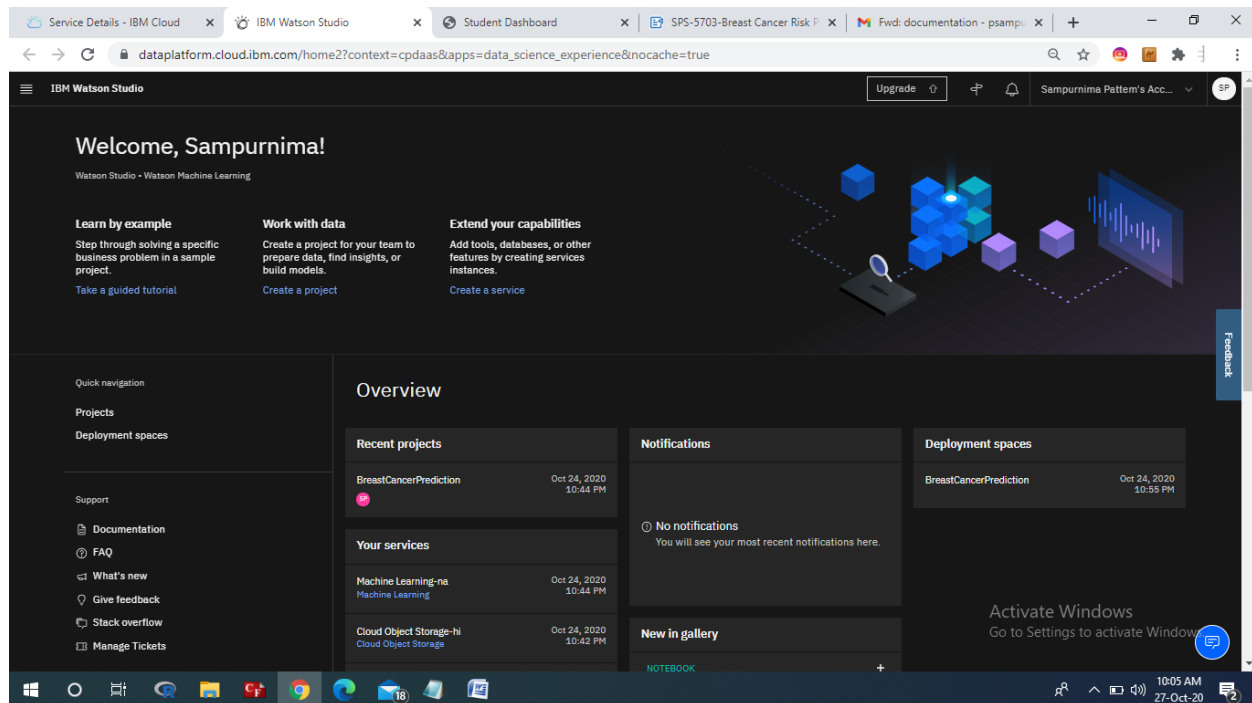 Service Details - IBM Cloud
IBM Watson Studio
Student Dashboard
SPS-5703-Breast Cancer Risk P
Fwd: documentation - psampu
dataplatform.cloud.ibm.com/home2?context=cpdaas&apps=data_science_experience&nocache=true
IBM Watson Studio
Upgrade
Sampurnima Pattem's Acc...
SP
Welcome, Sampurnima!
Watson Studio - Watson Machine Learning
Learn by example
Step through solving a specific
business problem in a sample
project.
Take a guided tutorial
Work with data
Create a project for your team to
prepare data, find insights, or
build models.
Create a project
Extend your capabilities
Add tools, databases, or other
features by creating services
instances.
Create a service
Feedback
Quick navigation
Projects
Deployment spaces
Support
Documentation
FAQ
What's new
Give feedback
Stack overflow
Manage Tickets
Overview
Recent projects
BreastCancerPrediction
Oct 24, 2020
10:44 PM
SP
Your services
Machine Learning-na
Machine Learning
Oct 24, 2020
10:44 PM
Cloud Object Storage-hi
Cloud Object Storage
Oct 24, 2020
10:42 PM
Notifications
No notifications
You will see your most recent notifications here.
New in gallery
NOTEBOOK
Deployment spaces
BreastCancerPrediction
Oct 24, 2020
10:55 PM
Activate Windows
Go to Settings to activate Windows
18
10:05 AM
27-Oct-20
2